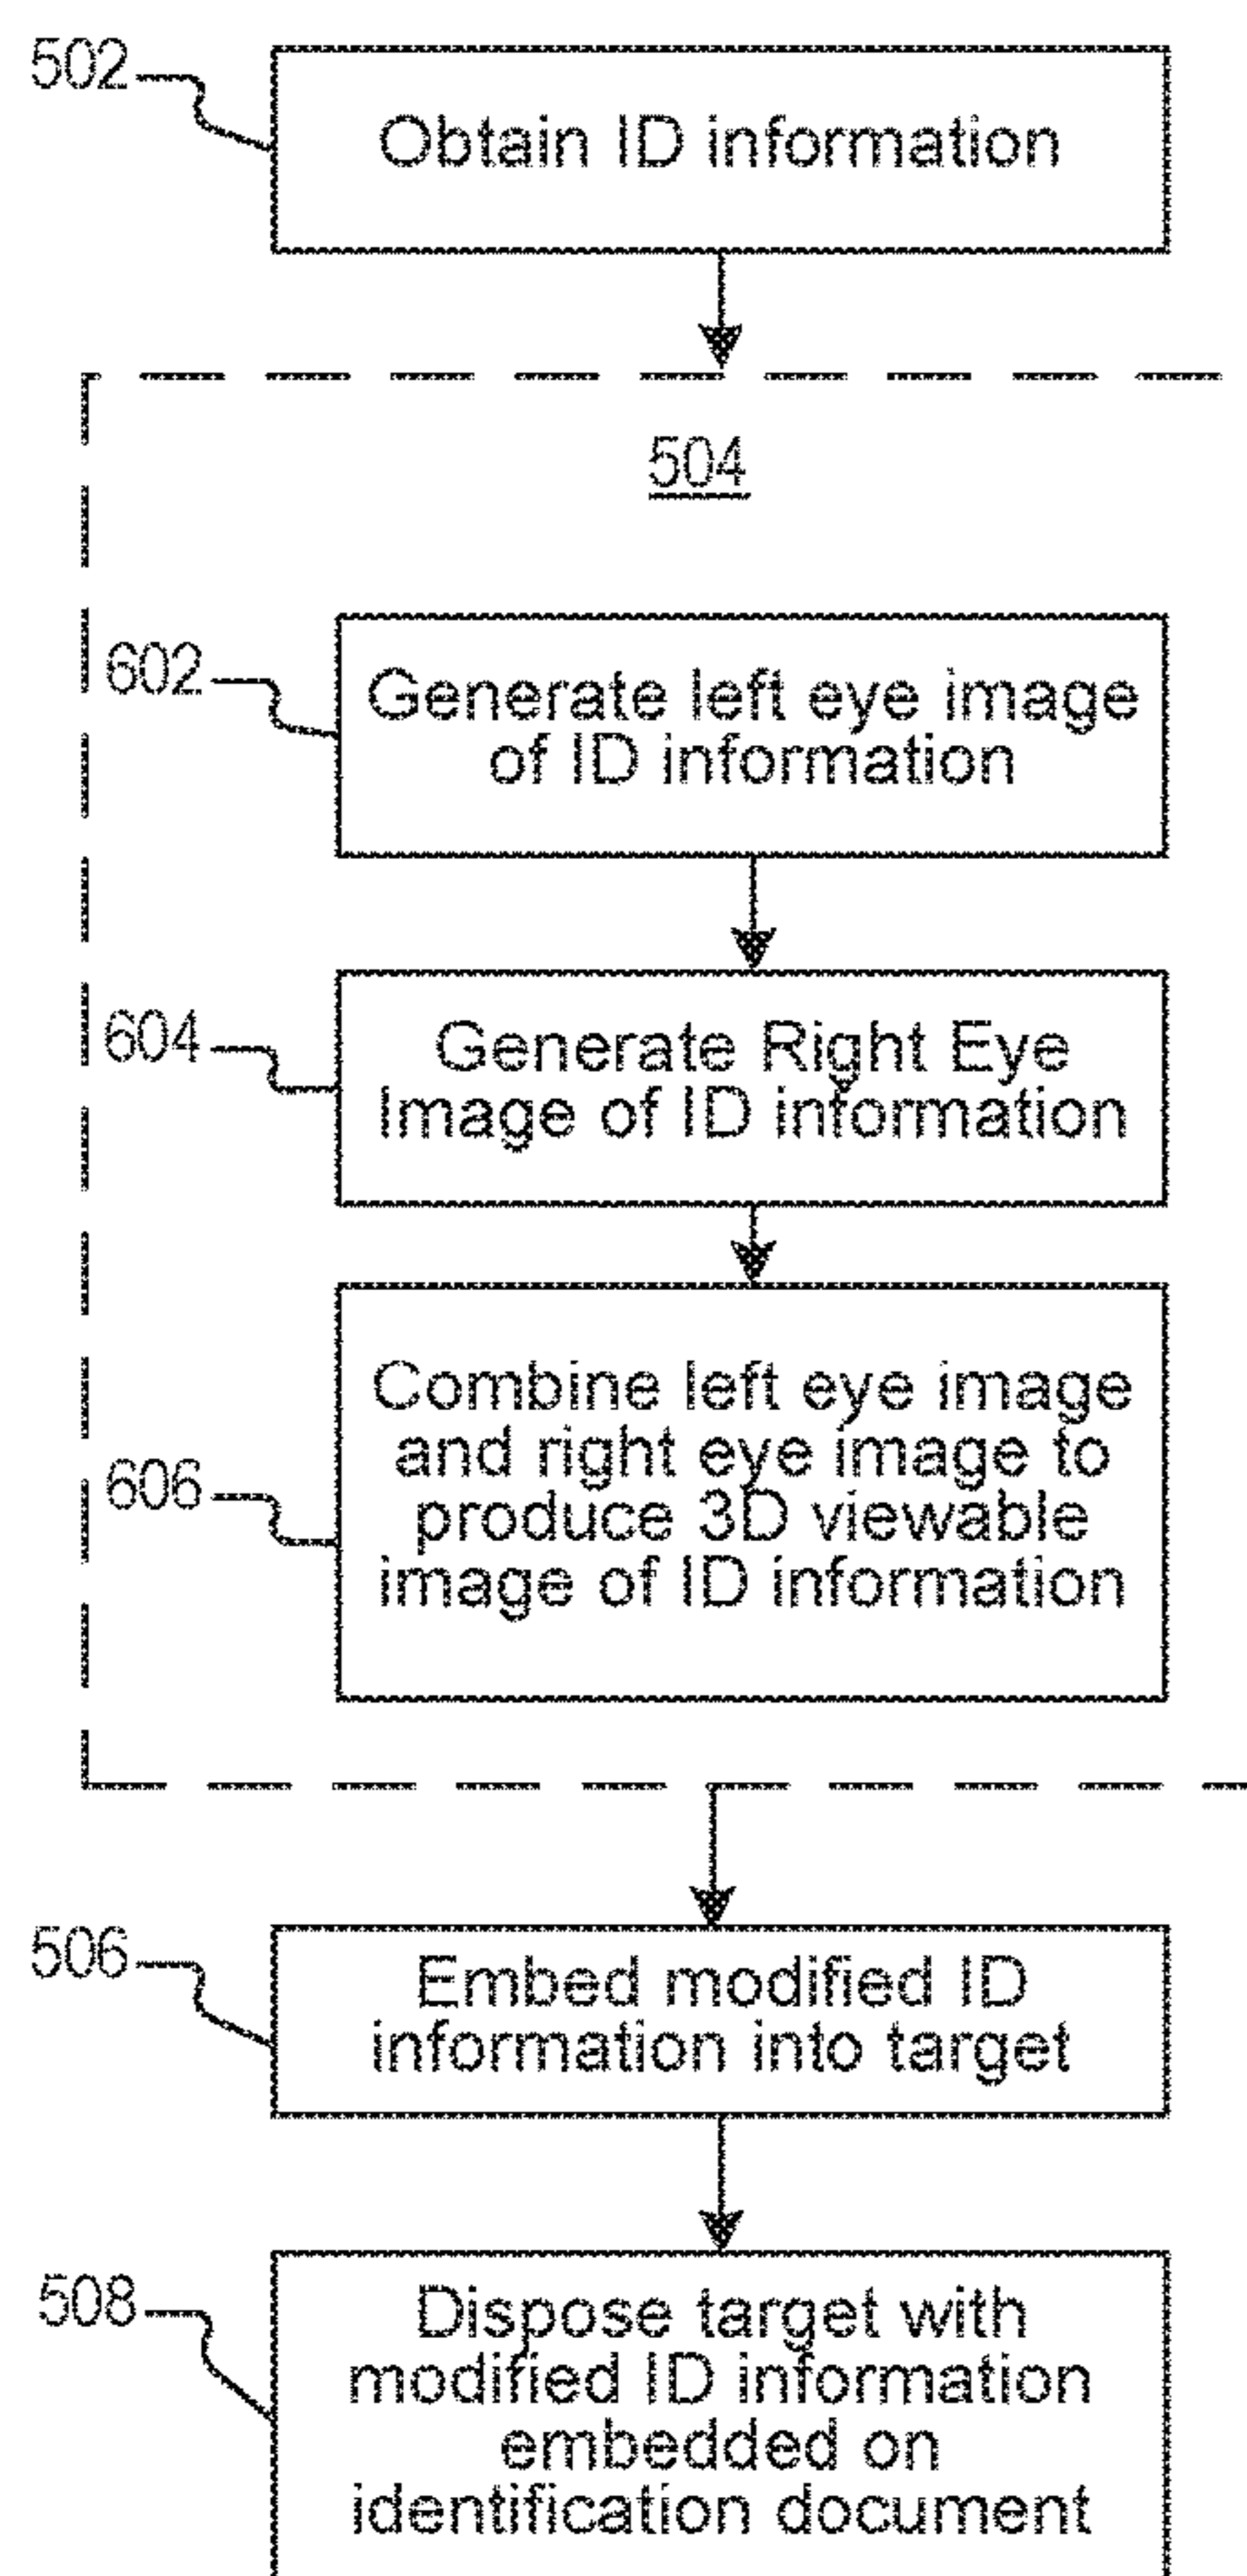 502
Obtain ID information
504
602
Generate left eye image
of ID information
604
Generate Right Eye
Image of ID information
606
Combine left eye image
and right eye image to
produce 3D viewable
image of ID information
506
Embed modified ID
information into target
508
Dispose target with
modified ID information
embedded on
identification document